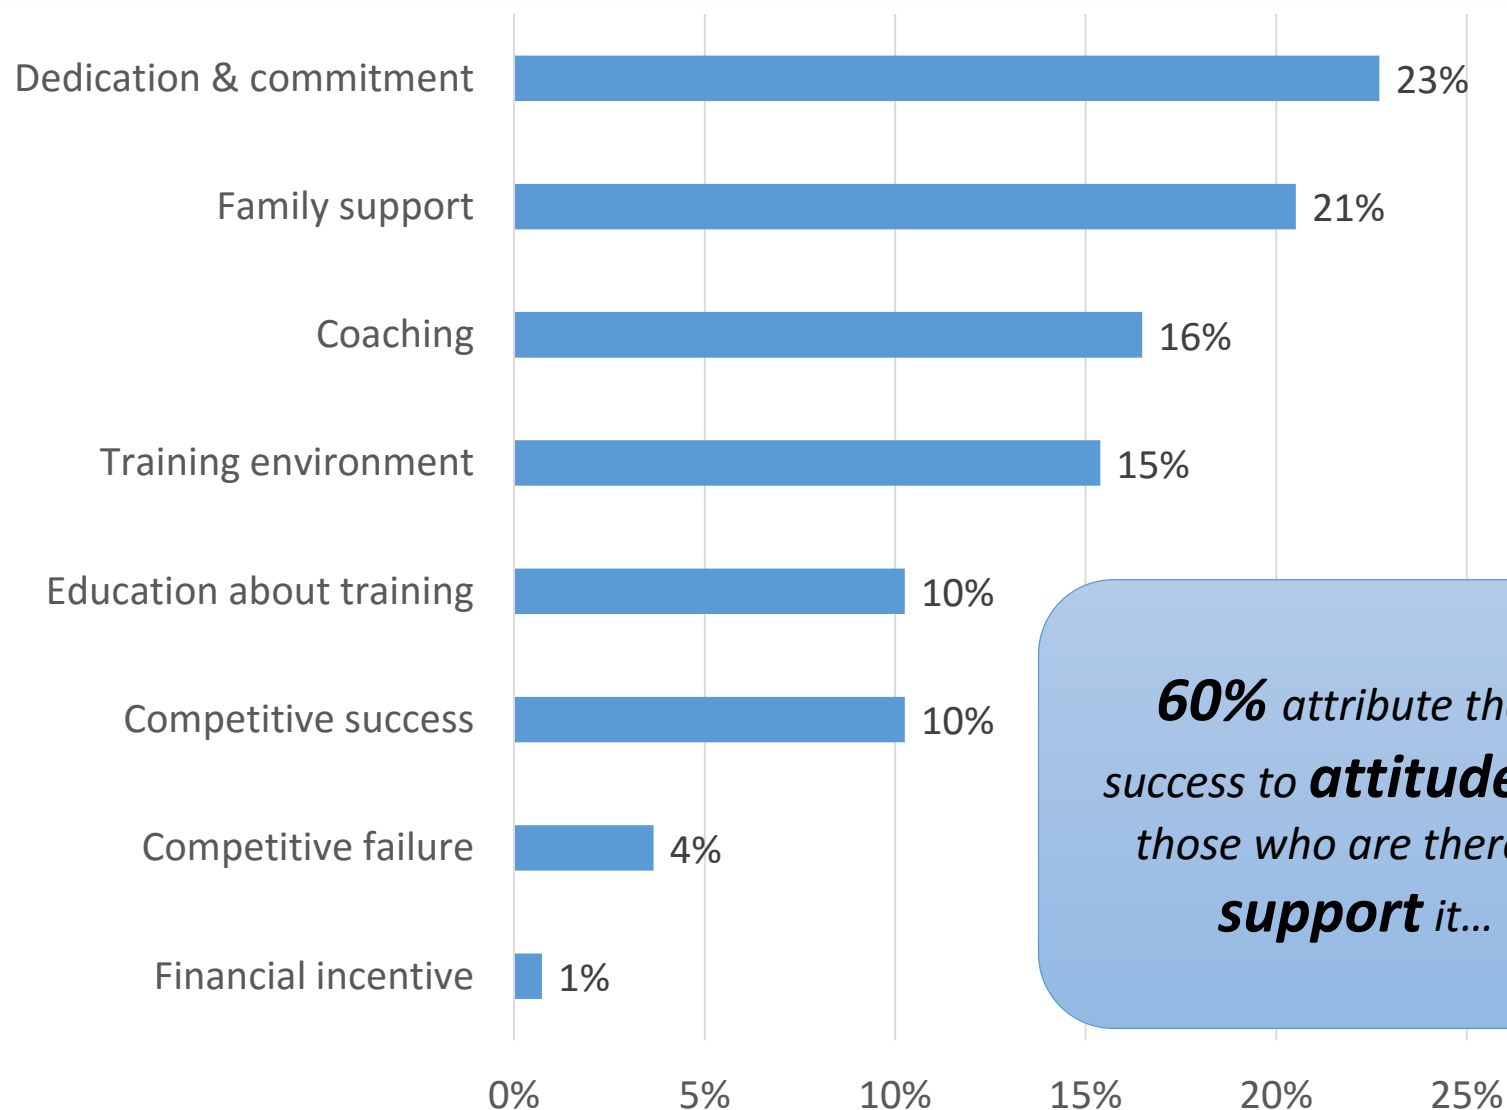 Dedication & commitment 23%
Family support 21%
Coaching 16%
Training environment 15%
Education about training 10%
Competitive success 10%
Competitive failure 4%
Financial incentive 1%
60% attribute
success to attitude
those who are there
support it...
0% 5% 10% 15% 20% 25%